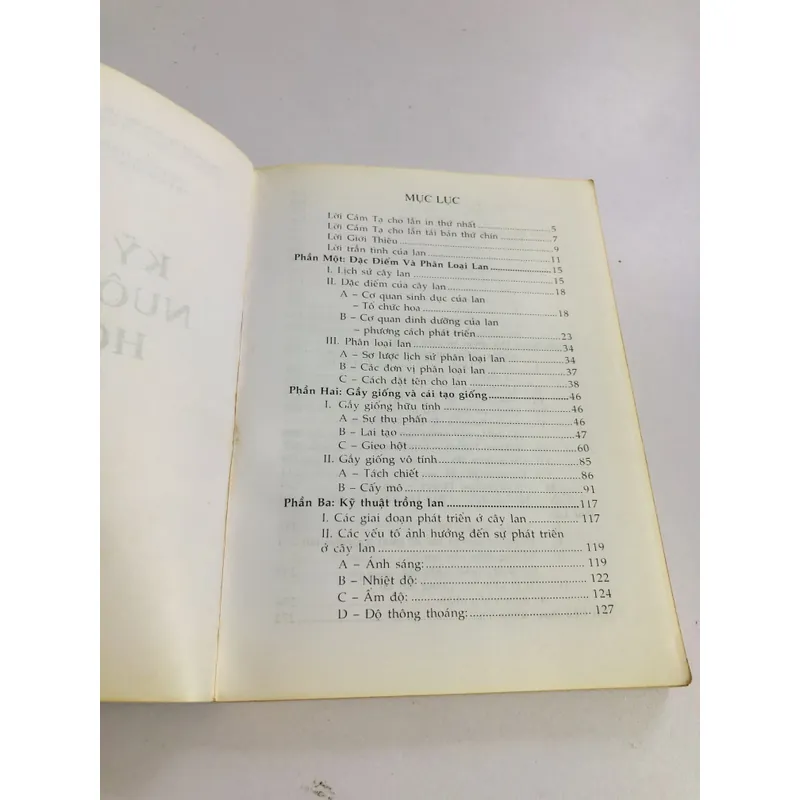 MỤC LỤC
Lời Cảm Tạ cho lần in thứ nhất 5
Lời Cảm Tạ cho lần tái bản thứ chín 7
Lời Giới Thiệu 9
Lời trần tình của lan 11
Phần Một: Đặc Điểm Và Phân Loại Lan 15
I. Lịch sử cây lan 15
II. Đặc điểm của cây lan 18
A – Cơ quan sinh dục của lan
– Tổ chức hoa 18
B – Cơ quan dinh dưỡng của lan
– phương cách phát triển 23
III. Phân loại lan 34
A – Sơ lược lịch sử phân loại lan 34
B – Các đơn vị phân loại lan 37
C – Cách đặt tên cho lan 38
Phần Hai: Gầy giống và cải tạo giống 46
I. Gầy giống hữu tính 46
A – Sự thụ phấn 46
B – Lai tạo 47
C – Gieo hột 60
II. Gầy giống vô tính 85
A – Tách chiết 86
B – Cấy mô 91
Phần Ba: Kỹ thuật trồng lan 117
I. Các giai đoạn phát triển ở cây lan 117
II. Các yếu tố ảnh hưởng đến sự phát triển
ở cây lan 119
A – Ánh sáng: 119
B – Nhiệt độ: 122
C – Ẩm độ: 124
D – Độ thông thoáng: 127